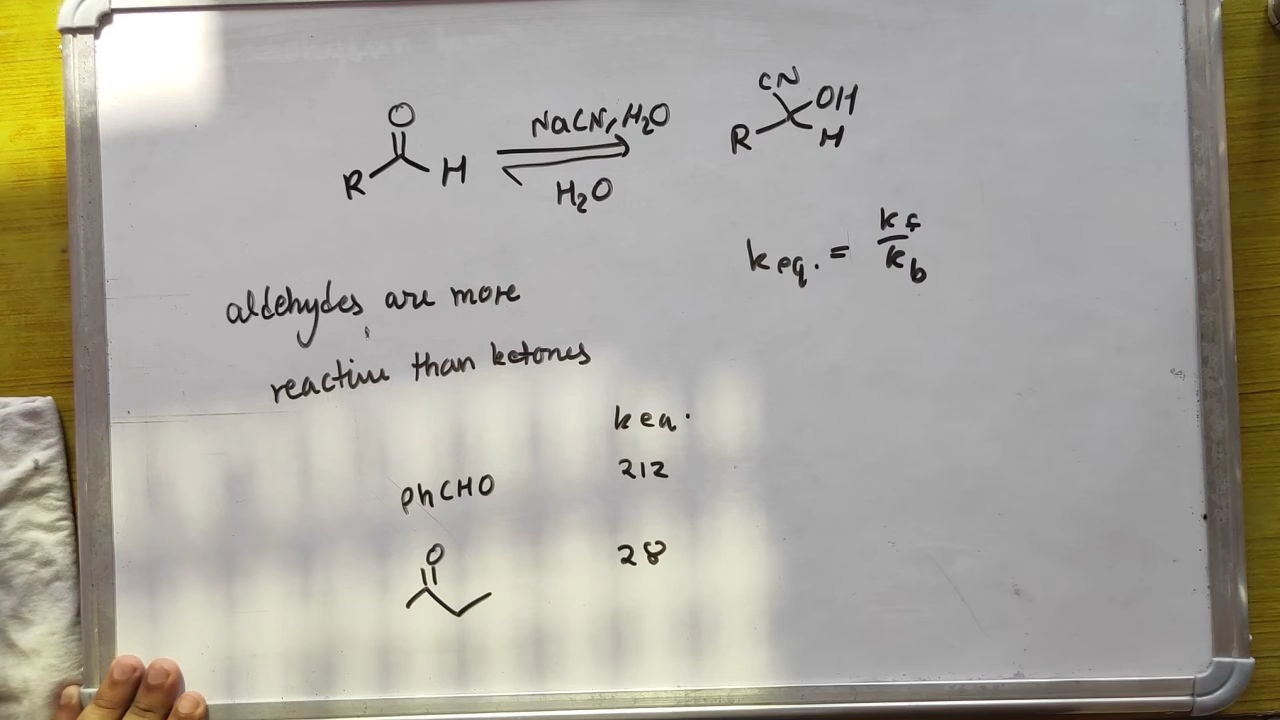 O
CN
NaCN, H2O
OH
R
H
H2O
R
H
keq. = kf/kb
aldehydes are more
reactive than ketones
keq.
PhCHO 212
O
28